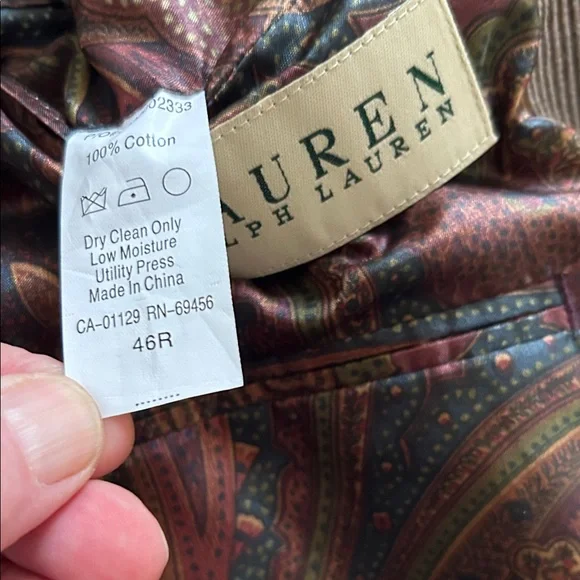 02333
100% Cotton
Dry Clean Only
Low Moisture
Utility Press
Made In China
CA-01129 RN-69456
46R
AUREN
LPH LAUREN